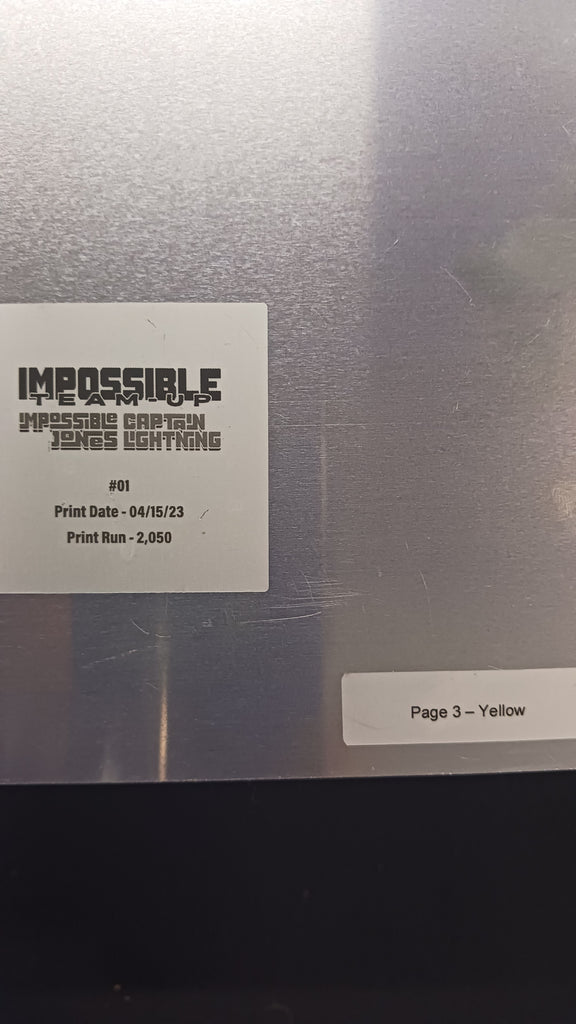 IMPOSSIBLE
TEAM-UP
IMPOSSIBLE CAPTAIN
JONES LIGHTNING
#01
Print Date - 04/15/23
Print Run - 2,050
Page 3 – Yellow